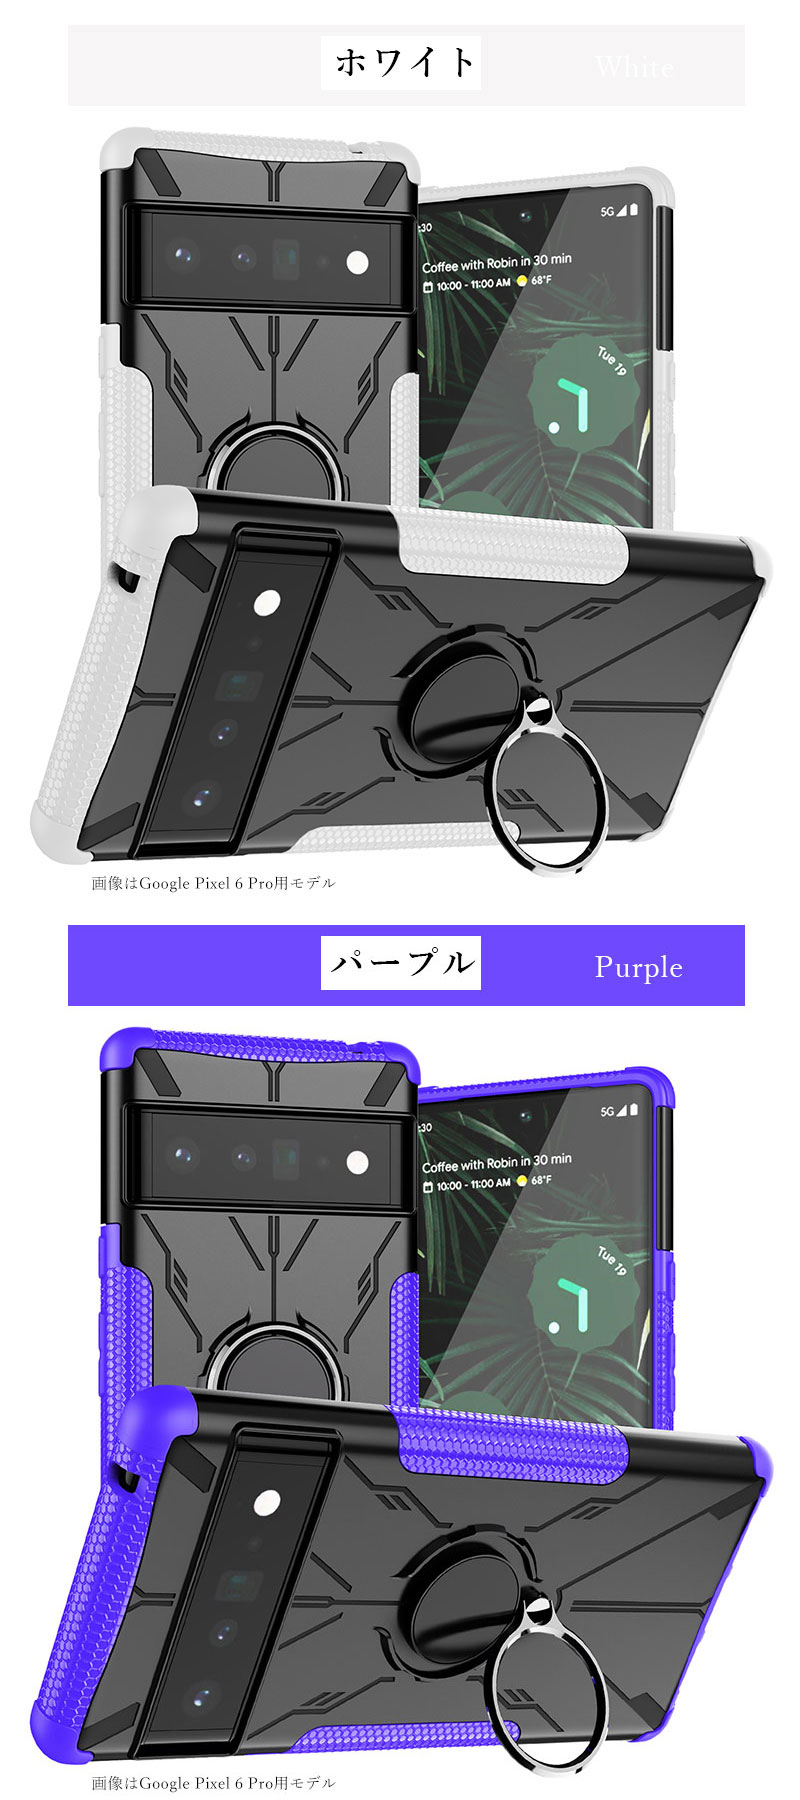 ホワイト
White
:30
5G
Coffee with Robin in 30 min
10:00 - 11:00 AM 68°F
Tue 19
画像はGoogle Pixel 6 Pro用モデル
パープル
Purple
:30
5G
Coffee with Robin in 30 min
10:00 - 11:00 AM 68°F
Tue 19
画像はGoogle Pixel 6 Pro用モデル